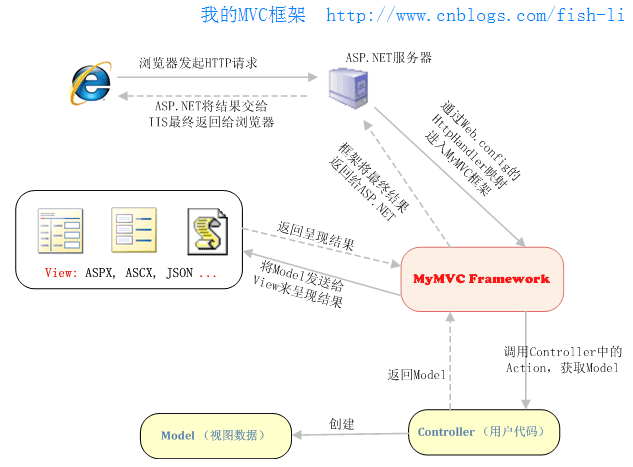 我的MVC框架  http://www.cnblogs.com/fish-li
浏览器发起HTTP请求
ASP.NET服务器
ASP.NET将结果交给
IIS最终返回给浏览器
通过Web.config的
HttpHandler映射
进入MyMVC框架
框架将最终结果
返回给ASP.NET
返回呈现结果
View: ASPX, ASCX, JSON ...
将Model发送给
View来呈现结果
MyMVC Framework
调用Controller中的
Action, 获取Model
返回Model
Model（视图数据）
创建
Controller（用户代码）